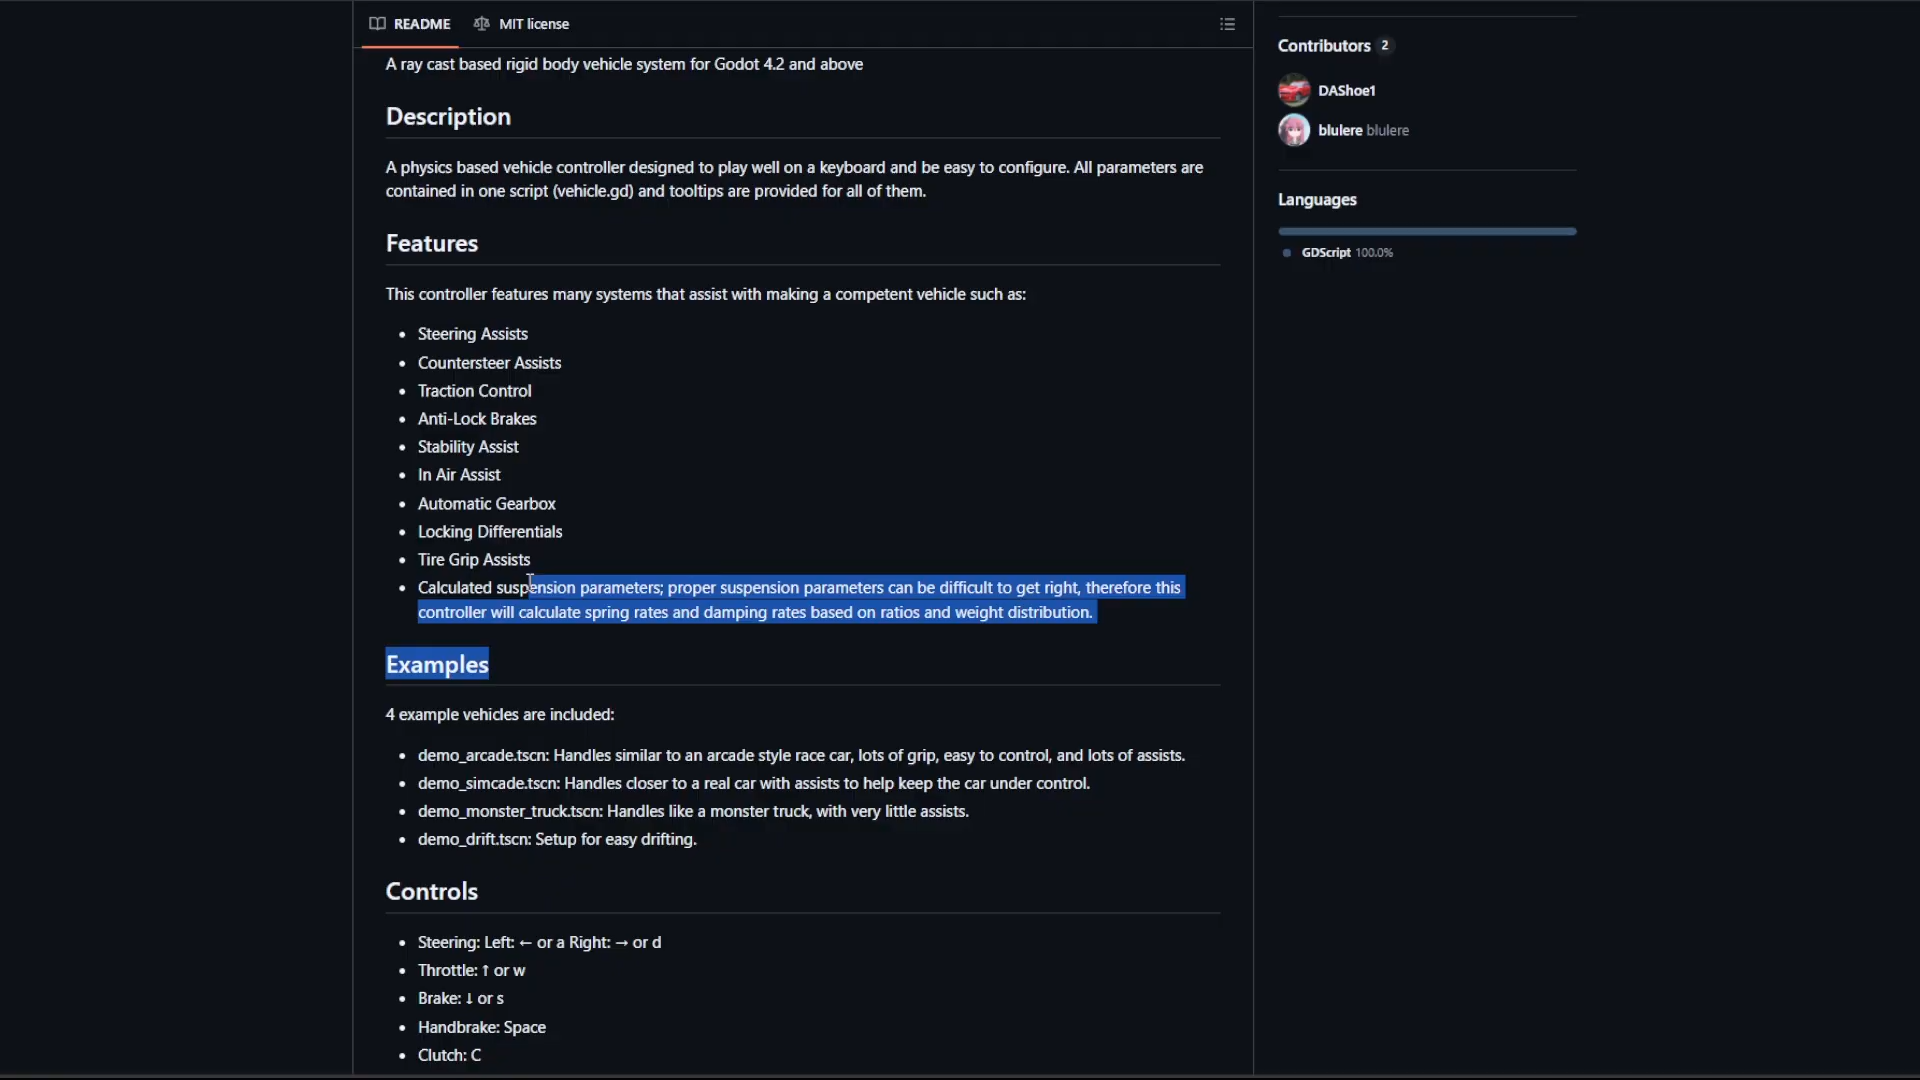 README
MIT license
A ray cast based rigid body vehicle system for Godot 4.2 and above
Description
A physics based vehicle controller designed to play well on a keyboard and be easy to configure. All parameters are
contained in one script (vehicle.gd) and tooltips are provided for all of them.
Features
This controller features many systems that assist with making a competent vehicle such as:
• Steering Assists
• Countersteer Assists
• Traction Control
• Anti-Lock Brakes
• Stability Assist
• In Air Assist
• Automatic Gearbox
• Locking Differentials
• Tire Grip Assists
• Calculated suspension parameters; proper suspension parameters can be difficult to get right, therefore this
controller will calculate spring rates and damping rates based on ratios and weight distribution.
Examples
4 example vehicles are included:
• demo_arcade.tscn: Handles similar to an arcade style race car, lots of grip, easy to control, and lots of assists.
• demo_simcade.tscn: Handles closer to a real car with assists to help keep the car under control.
• demo_monster_truck.tscn: Handles like a monster truck, with very little assists.
• demo_drift.tscn: Setup for easy drifting.
Controls
• Steering: Left: ← or a Right: → or d
• Throttle: ↑ or w
• Brake: ↓ or s
• Handbrake: Space
• Clutch: C
Contributors 2
DAShoe1
blulere blulere
Languages
GDScript 100.0%